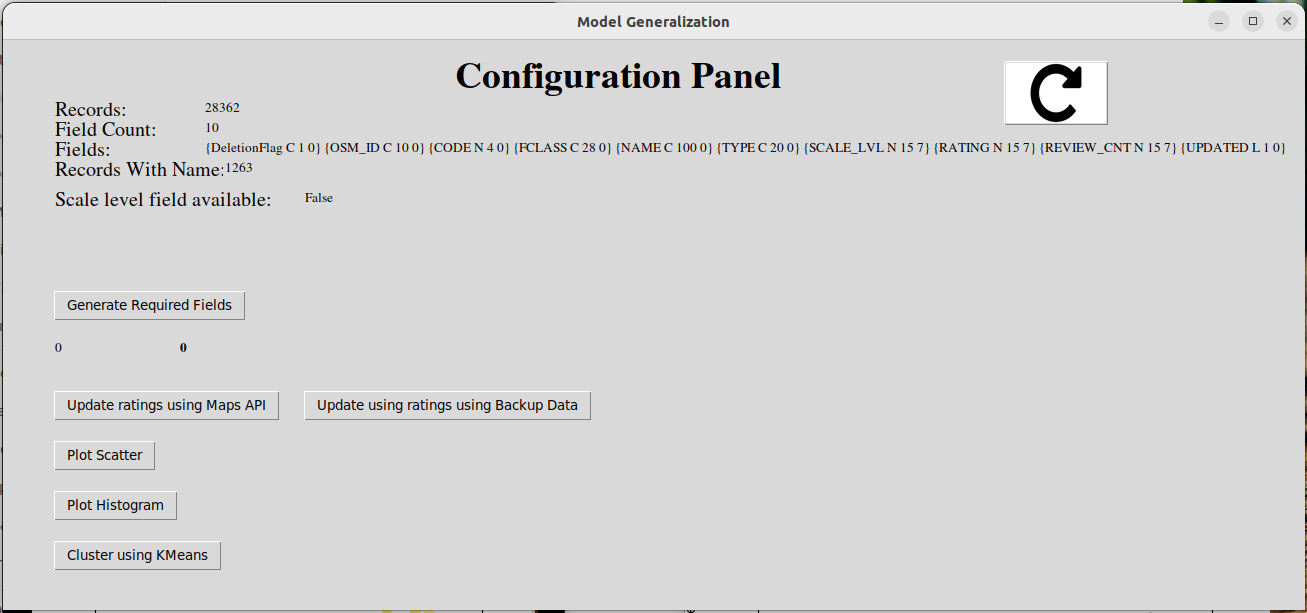 Model Generalization
Configuration Panel
Records: 28362
Field Count: 10
Fields: {DeletionFlag C 1 0} {OSM_ID C 10 0} {CODE N 4 0} {FCLASS C 28 0} {NAME C 100 0} {TYPE C 20 0} {SCALE_LVL N 15 7} {RATING N 15 7} {REVIEW_CNT N 15 7} {UPDATED L 1 0}
Records With Name: 1263
Scale level field available: False
Generate Required Fields
0 0
Update ratings using Maps API Update using ratings using Backup Data
Plot Scatter
Plot Histogram
Cluster using KMeans